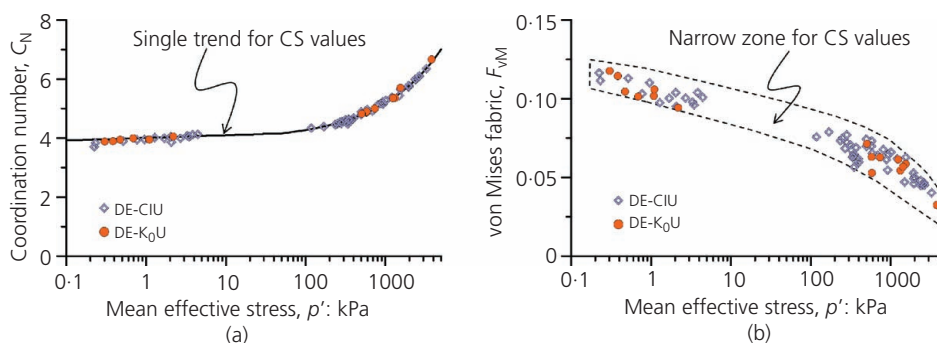 8
6
4
2
0
0·1
1
10
100
1000
Coordination number, C_N
Single trend for CS values
DE-CIU
DE-K₀U
Mean effective stress, p′: kPa
(a)
0·15
0·10
0·05
0
0·1
1
10
100
1000
von Mises fabric, F_vM
Narrow zone for CS values
DE-CIU
DE-K₀U
Mean effective stress, p′: kPa
(b)